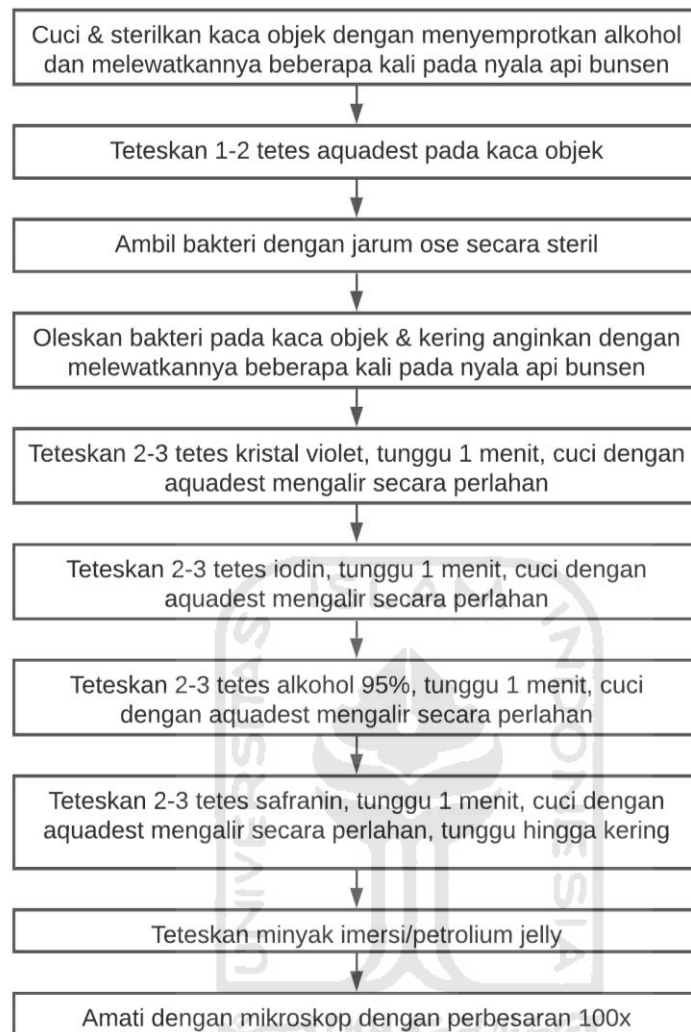 Cuci & sterilkan kaca objek dengan menyemprotkan alkohol
dan melewatkannya beberapa kali pada nyala api bunsen
Teteskan 1-2 tetes aquadest pada kaca objek
Ambil bakteri dengan jarum ose secara steril
Oleskan bakteri pada kaca objek & kering anginkan dengan
melewatkannya beberapa kali pada nyala api bunsen
Teteskan 2-3 tetes kristal violet, tunggu 1 menit, cuci dengan
aquadest mengalir secara perlahan
Teteskan 2-3 tetes iodin, tunggu 1 menit, cuci dengan
aquadest mengalir secara perlahan
Teteskan 2-3 tetes alkohol 95%, tunggu 1 menit, cuci
dengan aquadest mengalir secara perlahan
Teteskan 2-3 tetes safranin, tunggu 1 menit, cuci dengan
aquadest mengalir secara perlahan, tunggu hingga kering
Teteskan minyak imersi/petrolium jelly
Amati dengan mikroskop dengan perbesaran 100x
UNIVERSITAS
ISLAM
INDONESIA